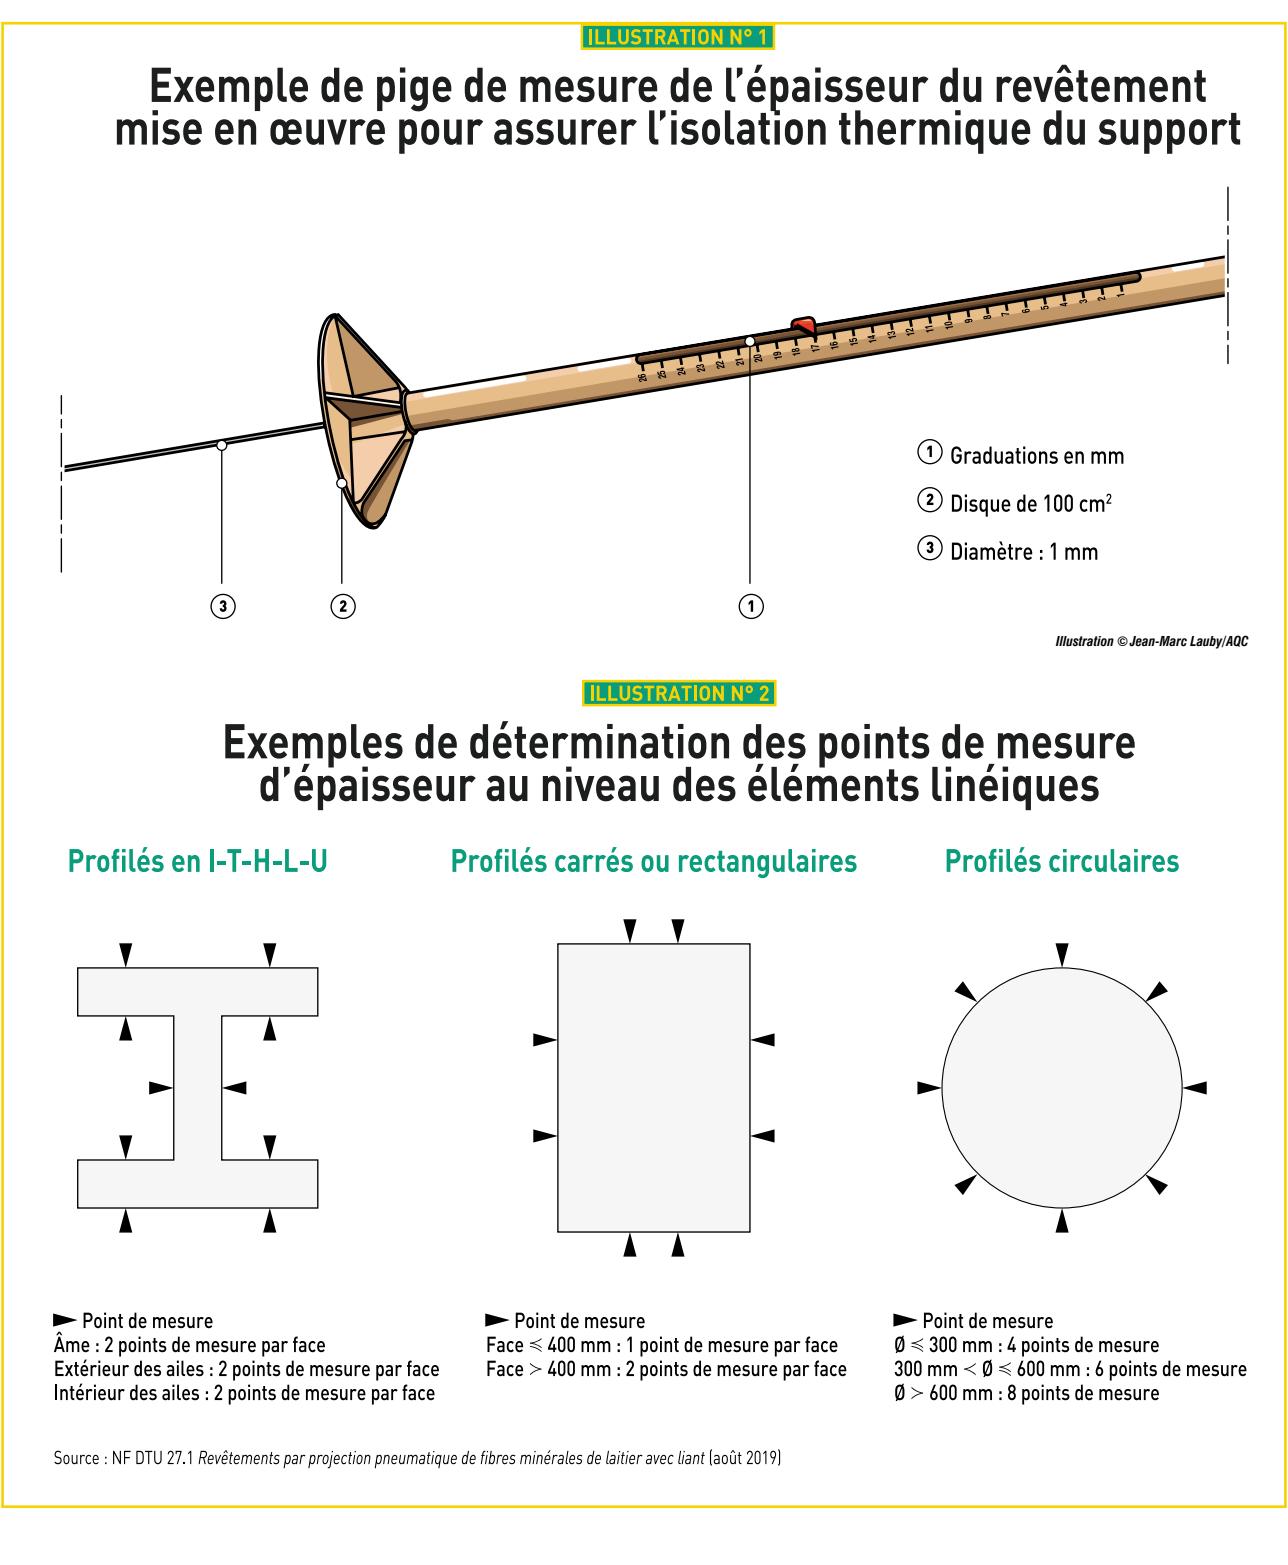 ILLUSTRATION N° 1
Exemple de pige de mesure de l’épaisseur du revêtement
mise en œuvre pour assurer l’isolation thermique du support
26 25 24 23 22 21 20 19 18 17 16 15 14 13 12 11 10 9 8 7 6 5 4 3 2 1
1 Graduations en mm
2 Disque de 100 cm²
3 Diamètre : 1 mm
3 2 1
Illustration © Jean-Marc Lauby/AQC
ILLUSTRATION N° 2
Exemples de détermination des points de mesure
d’épaisseur au niveau des éléments linéiques
Profilés en I-T-H-L-U
Profilés carrés ou rectangulaires
Profilés circulaires
Point de mesure
Âme : 2 points de mesure par face
Extérieur des ailes : 2 points de mesure par face
Intérieur des ailes : 2 points de mesure par face
Point de mesure
Face ⩽ 400 mm : 1 point de mesure par face
Face > 400 mm : 2 points de mesure par face
Point de mesure
Ø ⩽ 300 mm : 4 points de mesure
300 mm < Ø ⩽ 600 mm : 6 points de mesure
Ø > 600 mm : 8 points de mesure
Source : NF DTU 27.1 Revêtements par projection pneumatique de fibres minérales de laitier avec liant (août 2019)